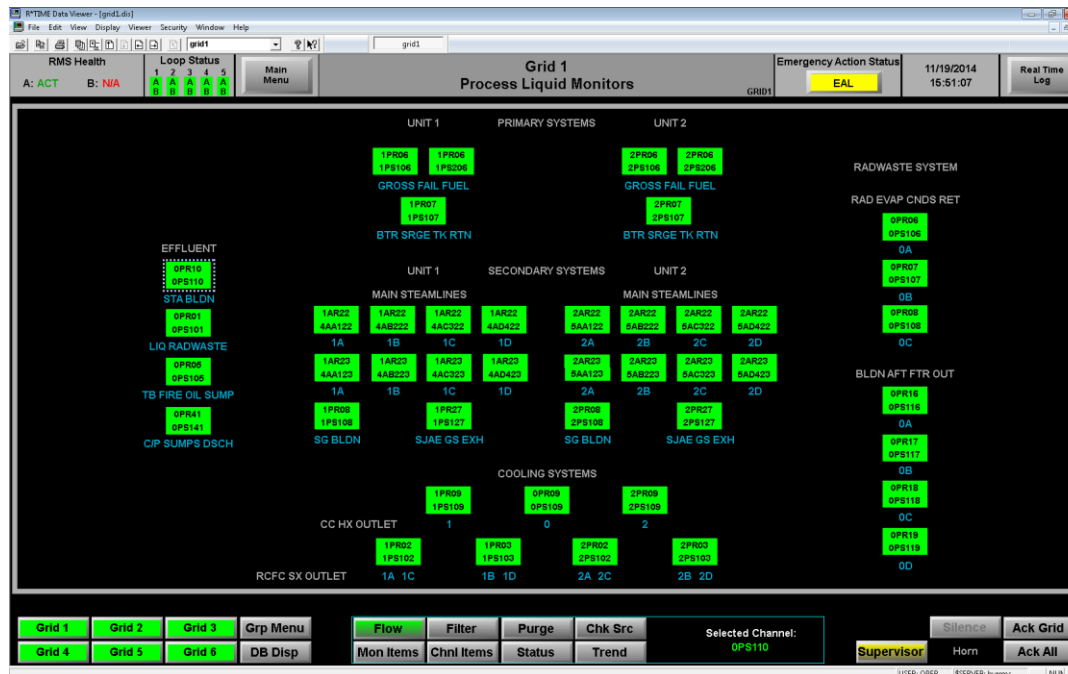 R*TIME Data Viewer - [grid1.dis]
File Edit View Display Viewer Security Window Help
grid1 grid1
RMS Health Loop Status Main Menu Grid 1 Emergency Action Status 11/19/2014 Real Time Log
1 2 3 4 5
A: ACT B: N/A A A A A A Process Liquid Monitors GRID1 EAL 15:51:07
B B B B B
UNIT 1 PRIMARY SYSTEMS UNIT 2
1PR06 1PR06 2PR06 2PR06
1PS106 1PS206 2PS106 2PS206
GROSS FAIL FUEL GROSS FAIL FUEL
RADWASTE SYSTEM
1PR07 2PR07
1PS107 2PS107
BTR SRGE TK RTN BTR SRGE TK RTN
RAD EVAP CNDS RET
0PR06
0PS106
0A
EFFLUENT
0PR10
0PS110
STA BLDN
UNIT 1 SECONDARY SYSTEMS UNIT 2
0PR07
0PS107
0B
MAIN STEAMLINES MAIN STEAMLINES
1AR22 1AR22 1AR22 1AR22 2AR22 2AR22 2AR22 2AR22
4AA122 4AB222 4AC322 4AD422 5AA122 5AB222 5AC322 5AD422
1A 1B 1C 1D 2A 2B 2C 2D
0PR08
0PS108
0C
0PR01
0PS101
LIQ RADWASTE
1AR23 1AR23 1AR23 1AR23 2AR23 2AR23 2AR23 2AR23
4AA123 4AB223 4AC323 4AD423 5AA123 5AB223 5AC323 5AD423
1A 1B 1C 1D 2A 2B 2C 2D
0PR05
0PS105
TB FIRE OIL SUMP
BLDN AFT FTR OUT
0PR16
0PS116
0A
1PR08 1PR27 2PR08 2PR27
1PS108 1PS127 2PS108 2PS127
SG BLDN SJAE GS EXH SG BLDN SJAE GS EXH
0PR41
0PS141
C/P SUMPS DSCH
0PR17
0PS117
0B
COOLING SYSTEMS
1PR09 0PR09 2PR09
1PS109 0PS109 2PS109
CC HX OUTLET 1 0 2
0PR18
0PS118
0C
1PR02 1PR03 2PR02 2PR03
1PS102 1PS103 2PS102 2PS103
RCFC SX OUTLET 1A 1C 1B 1D 2A 2C 2B 2D
0PR19
0PS119
0D
Grid 1 Grid 2 Grid 3 Grp Menu Flow Filter Purge Chk Src Selected Channel: Silence Ack Grid
0PS110
Grid 4 Grid 5 Grid 6 DB Disp Mon Items Chnl Items Status Trend Supervisor Horn Ack All